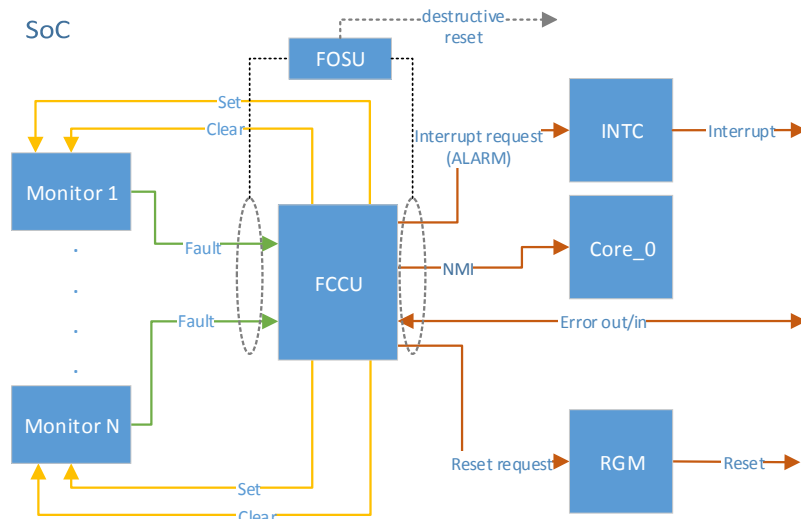 SoC
destructive
reset
FOSU
Set
Clear
Interrupt request
(ALARM)
INTC
Interrupt
Monitor 1
Fault
FCCU
NMI
Core_0
Fault
Error out/in
Monitor N
Reset request
RGM
Reset
Set
Clear